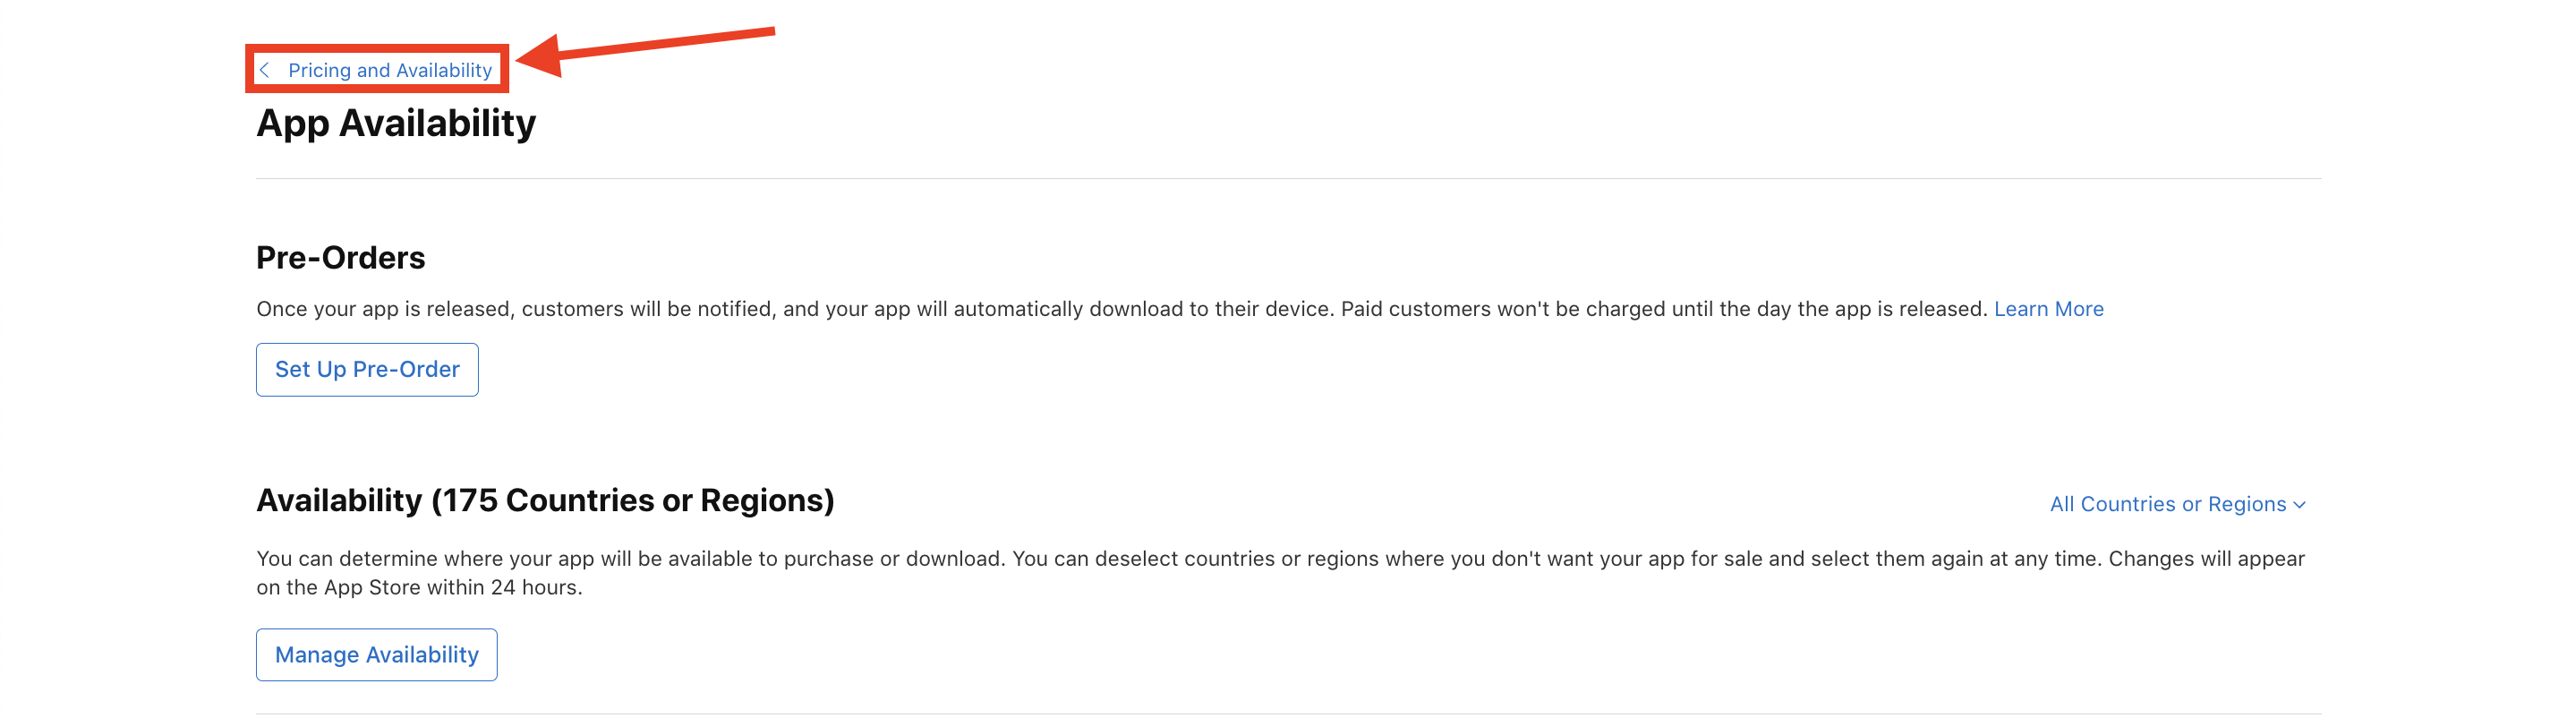 Pricing and Availability
App Availability
Pre-Orders
Once your app is released, customers will be notified, and your app will automatically download to their device. Paid customers won't be charged until the day the app is released. Learn More
Set Up Pre-Order
Availability (175 Countries or Regions)
All Countries or Regions
You can determine where your app will be available to purchase or download. You can deselect countries or regions where you don't want your app for sale and select them again at any time. Changes will appear
on the App Store within 24 hours.
Manage Availability